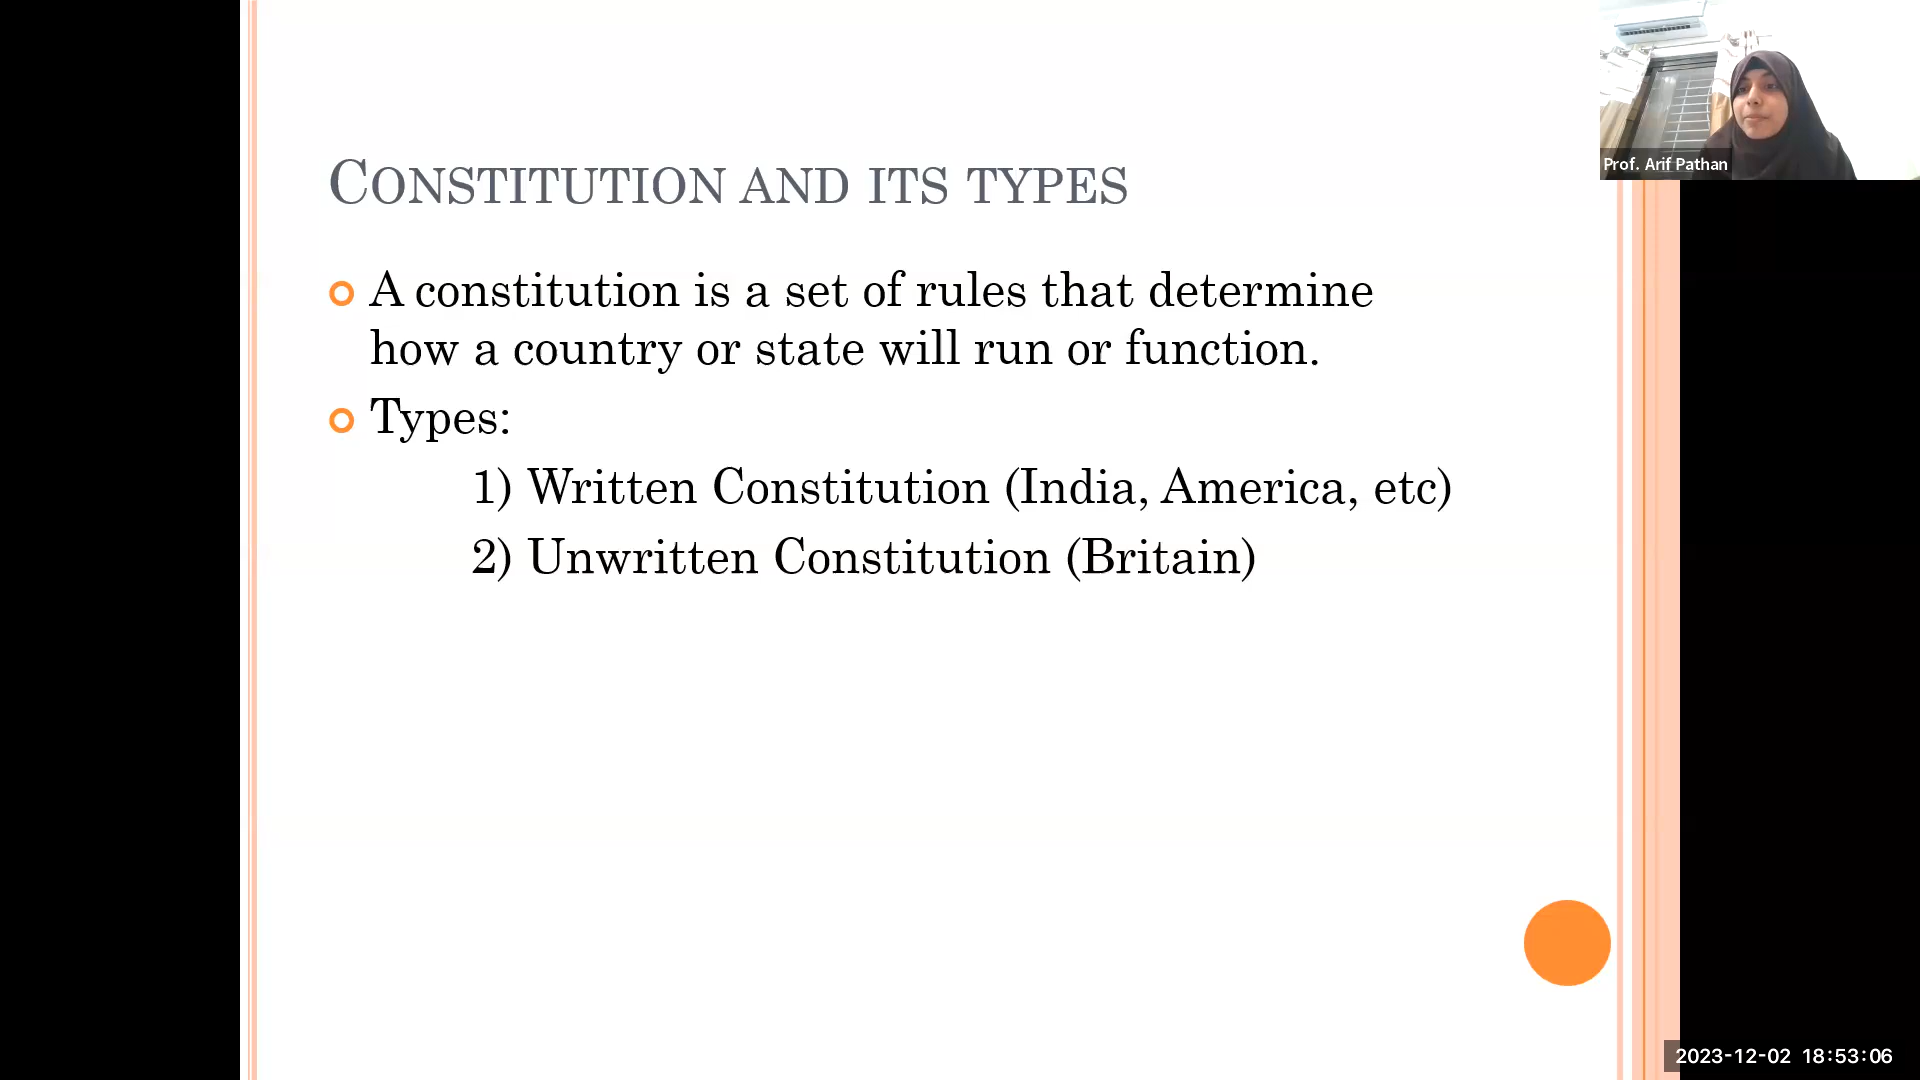 Prof. Arif Pathan
CONSTITUTION AND ITS TYPES
A constitution is a set of rules that determine
how a country or state will run or function.
Types:
1) Written Constitution (India, America, etc)
2) Unwritten Constitution (Britain)
2023-12-02 18:53:06